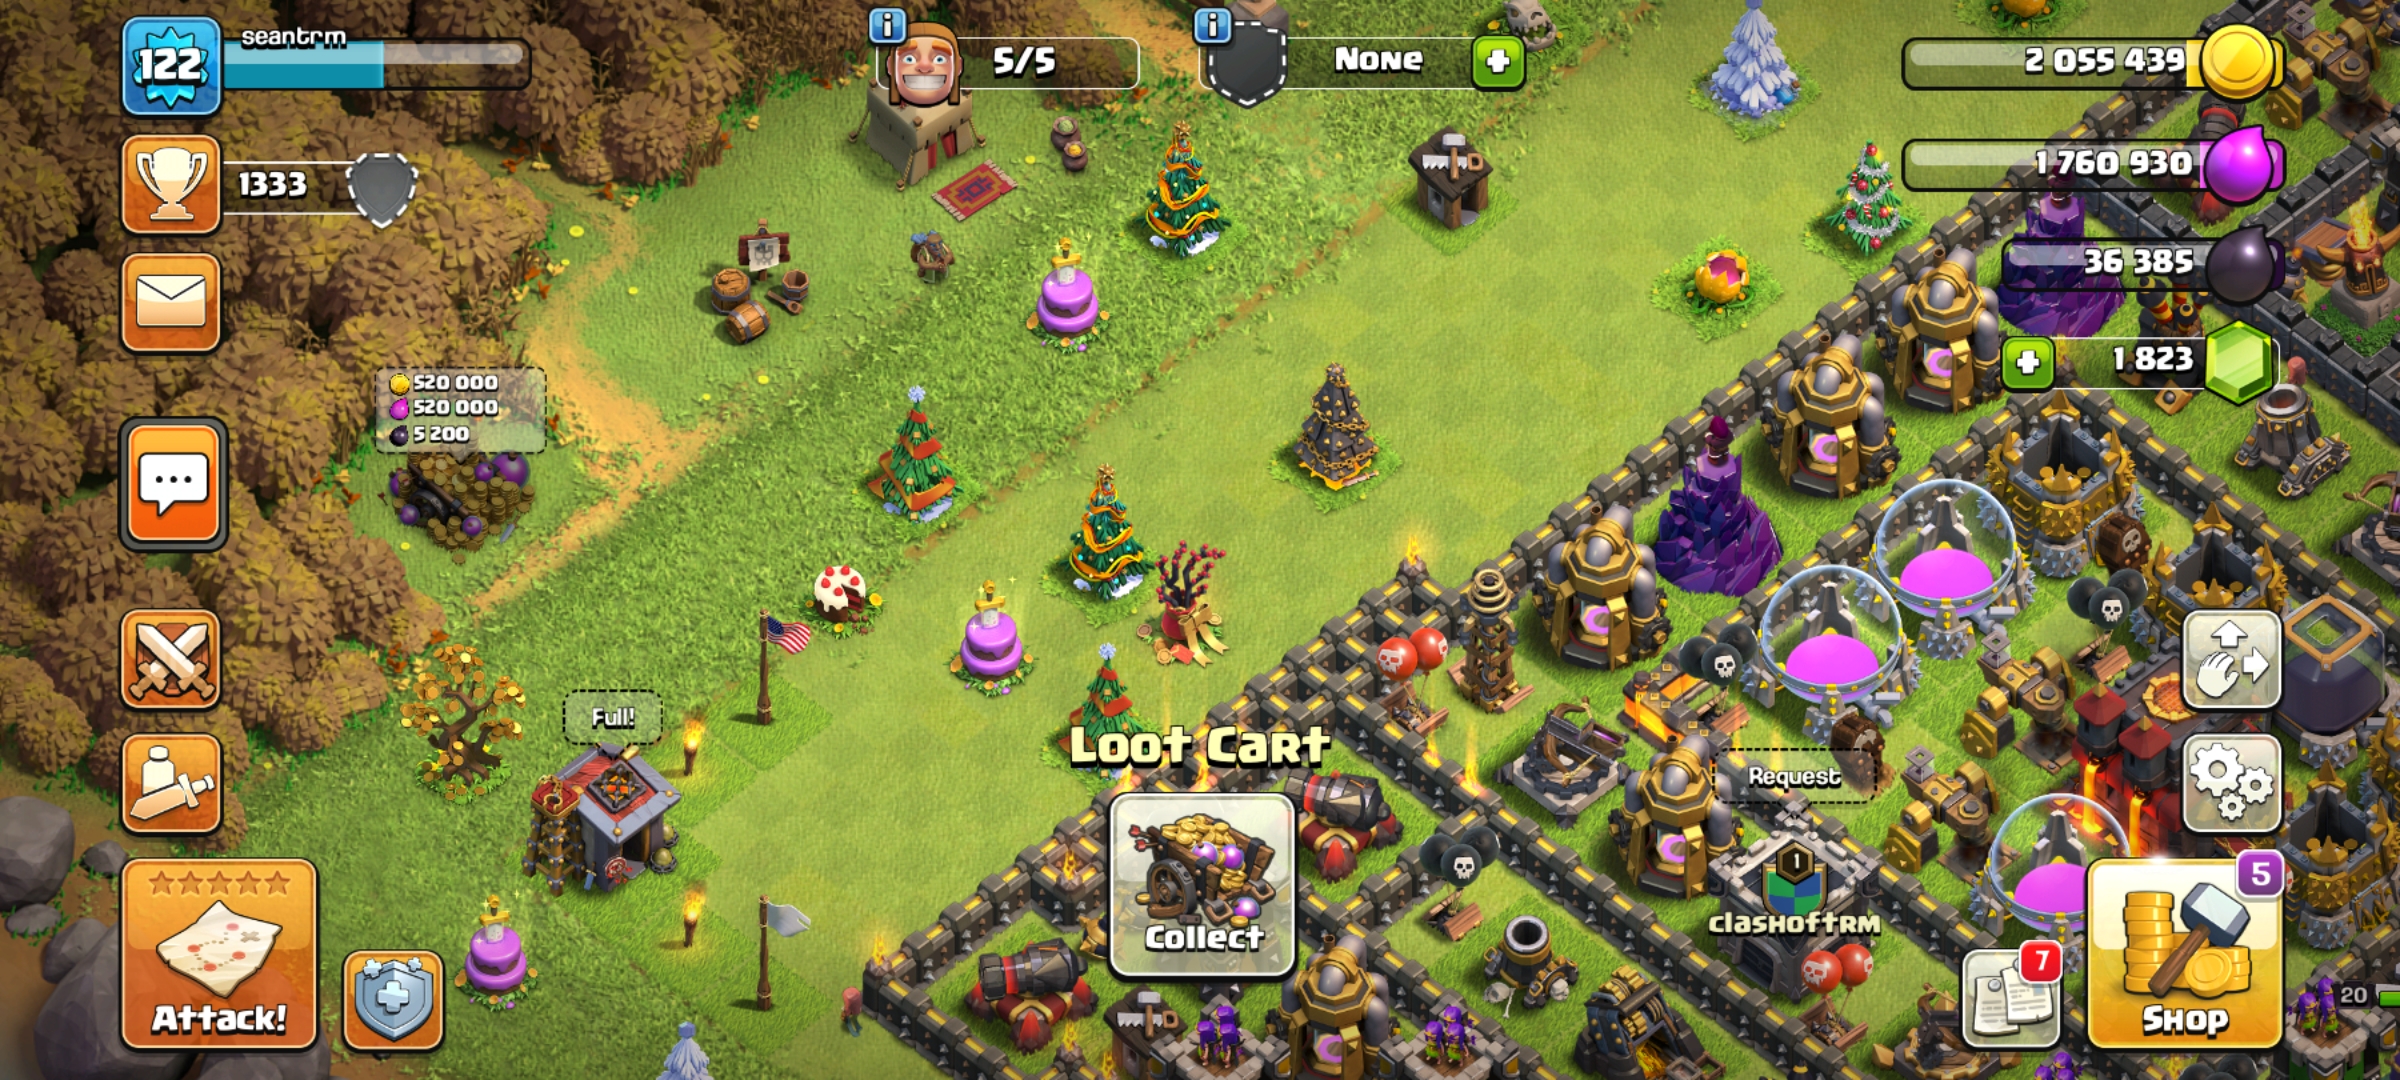 122
seantrm
5/5
None
2 055 439
1333
1 760 930
36 385
1 823
520 000
520 000
5 200
Full!
Loot Cart
Request
1
clashoftRM
Collect
5
7
20
Attack!
Shop